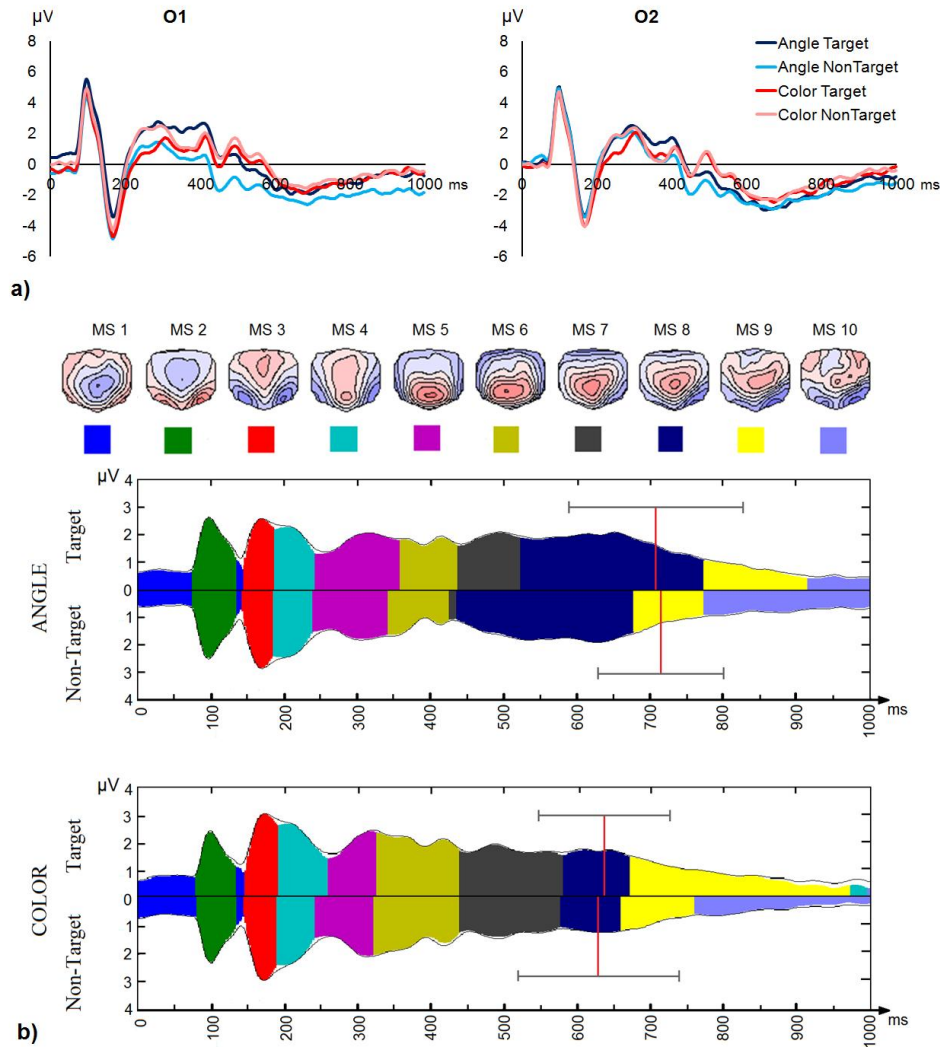 µV O1 µV O2
8 8 Angle Target
6 6 Angle NonTarget
4 4 Color Target
2 2 Color NonTarget
0 0
0 200 400 600 800 1000 ms 0 200 400 600 800 1000 ms
-2 -2
-4 -4
-6 -6
a)
MS 1 MS 2 MS 3 MS 4 MS 5 MS 6 MS 7 MS 8 MS 9 MS 10
µV 4
3
2
1
0
1
2
3
4
ANGLE
Target
Non-Target
0 100 200 300 400 500 600 700 800 900 1000 ms
µV 4
3
2
1
0
1
2
3
4
COLOR
Target
Non-Target
0 100 200 300 400 500 600 700 800 900 1000 ms
b)